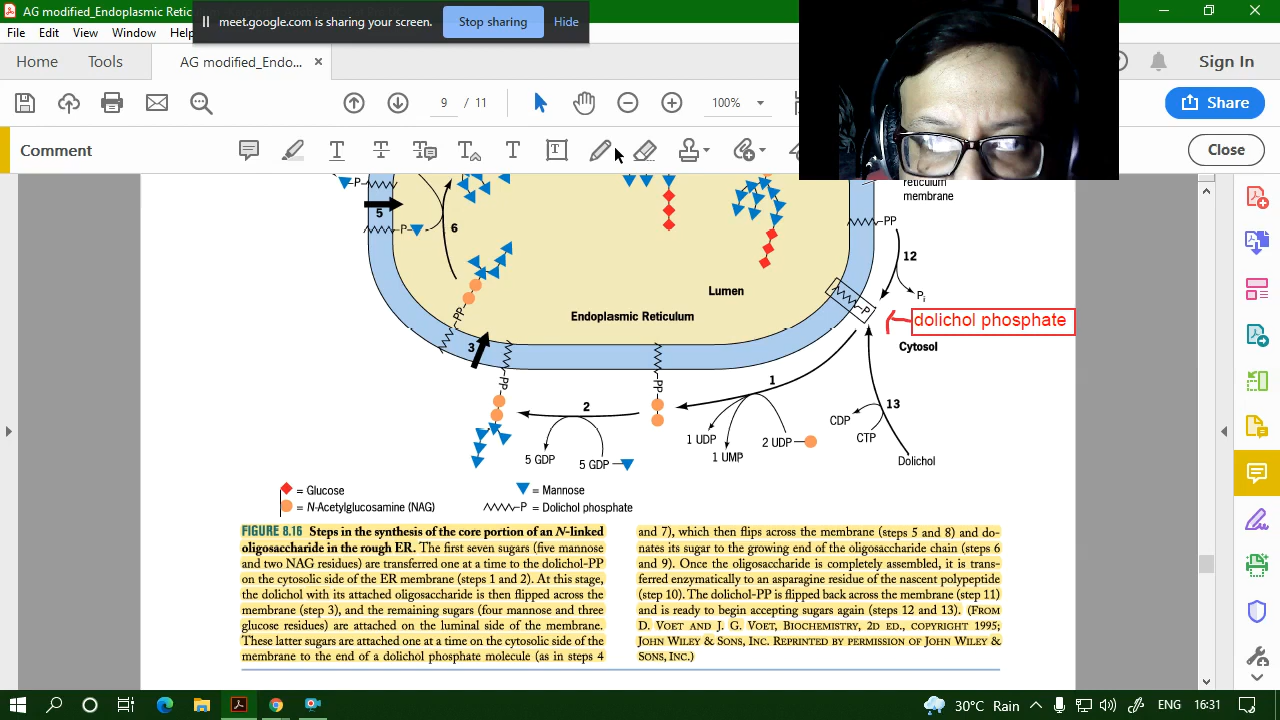 AG modified_Endoplasmic Retic
meet.google.com is sharing your screen.
Stop sharing
Hide
File Edit View Window Help
Home Tools AG modified_Endo... × Sign In
9 / 11 100% Share
Comment Close
reticulum
membrane
P
5
P
6
PP
12
Pi
Lumen
P
PP
Endoplasmic Reticulum
dolichol phosphate
Cytosol
3
PP
PP
1
2
13
CDP
CTP
1 UDP
2 UDP
1 UMP
5 GDP
5 GDP
Dolichol
= Glucose
= Mannose
= N-Acetylglucosamine (NAG)
P = Dolichol phosphate
FIGURE 8.16 Steps in the synthesis of the core portion of an N-linked
oligosaccharide in the rough ER. The first seven sugars (five mannose
and two NAG residues) are transferred one at a time to the dolichol-PP
on the cytosolic side of the ER membrane (steps 1 and 2). At this stage,
the dolichol with its attached oligosaccharide is then flipped across the
membrane (step 3), and the remaining sugars (four mannose and three
glucose residues) are attached on the luminal side of the membrane.
These latter sugars are attached one at a time on the cytosolic side of the
membrane to the end of a dolichol phosphate molecule (as in steps 4
and 7), which then flips across the membrane (steps 5 and 8) and do-
nates its sugar to the growing end of the oligosaccharide chain (steps 6
and 9). Once the oligosaccharide is completely assembled, it is trans-
ferred enzymatically to an asparagine residue of the nascent polypeptide
(step 10). The dolichol-PP is flipped back across the membrane (step 11)
and is ready to begin accepting sugars again (steps 12 and 13). (FROM
D. VOET AND J. G. VOET, BIOCHEMISTRY, 2D ED., COPYRIGHT 1995;
JOHN WILEY & SONS, INC. REPRINTED BY PERMISSION OF JOHN WILEY &
SONS, INC.)
30°C Rain
ENG
16:31